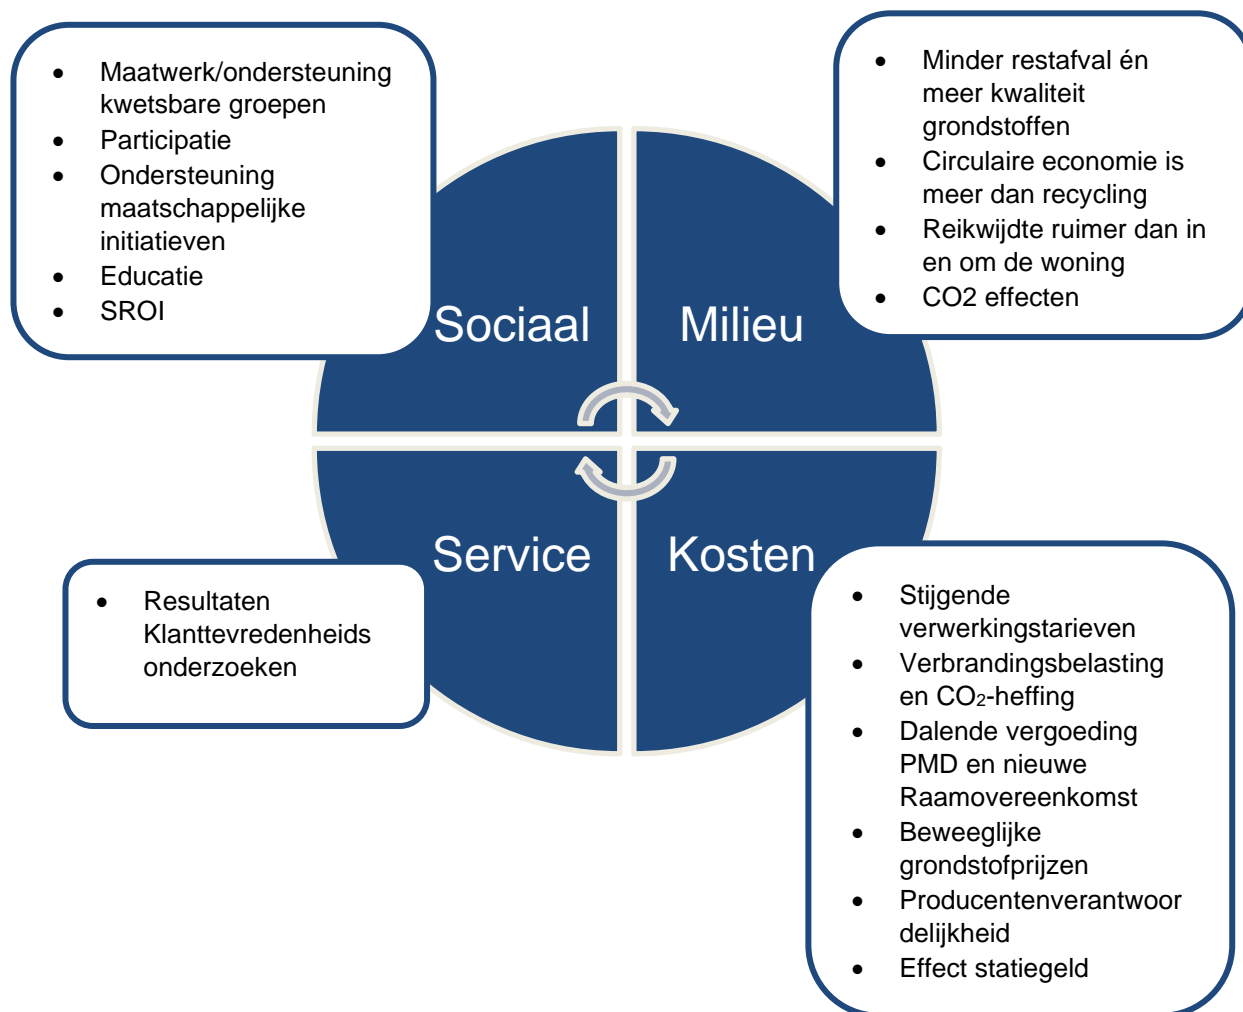 • Maatwerk/ondersteuning
kwetsbare groepen
• Participatie
• Ondersteuning
maatschappelijke
initiatieven
• Educatie
• SROI
• Minder restafval én
meer kwaliteit
grondstoffen
• Circulaire economie is
meer dan recycling
• Reikwijdte ruimer dan in
en om de woning
• CO2 effecten
Sociaal
Milieu
Service
Kosten
• Resultaten
Klanttevredenheids
onderzoeken
• Stijgende
verwerkingstarieven
• Verbrandingsbelasting
en CO₂-heffing
• Dalende vergoeding
PMD en nieuwe
Raamovereenkomst
• Beweeglijke
grondstofprijzen
• Producentenverantwoor
delijkheid
• Effect statiegeld